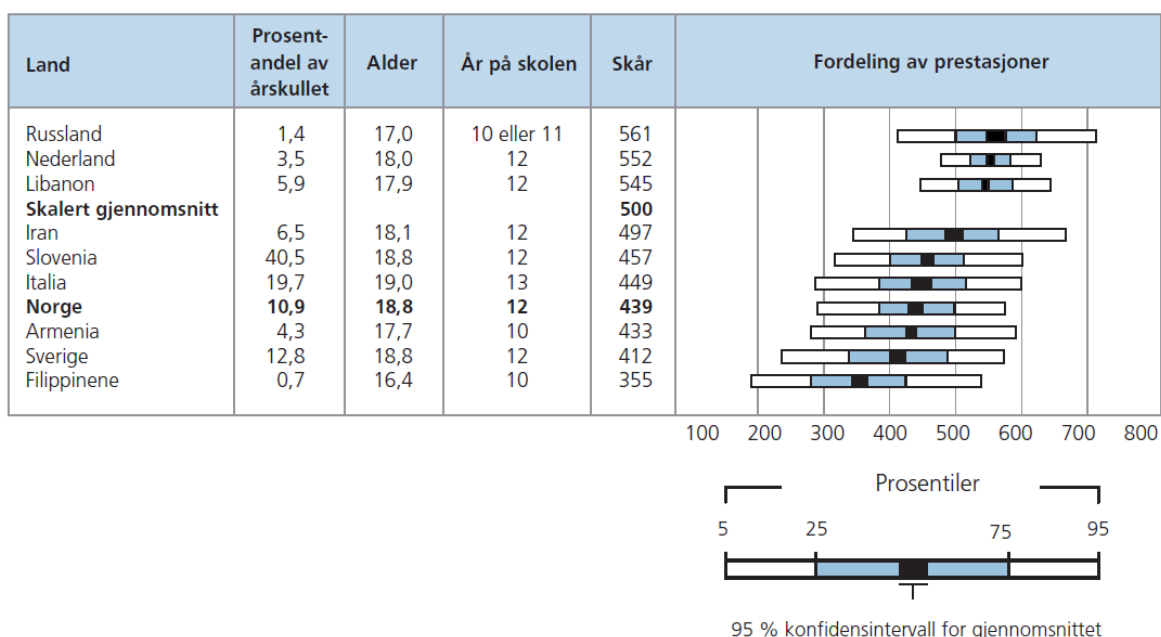 Land Prosent-andel av årskullet Alder År på skolen Skår Fordeling av prestasjoner
Russland 1,4 17,0 10 eller 11 561
Nederland 3,5 18,0 12 552
Libanon 5,9 17,9 12 545
Skalert gjennomsnitt 500
Iran 6,5 18,1 12 497
Slovenia 40,5 18,8 12 457
Italia 19,7 19,0 13 449
Norge 10,9 18,8 12 439
Armenia 4,3 17,7 10 433
Sverige 12,8 18,8 12 412
Filippinene 0,7 16,4 10 355
100 200 300 400 500 600 700 800
Prosentiler
5 25 75 95
95 % konfidensintervall for gjennomsnittet